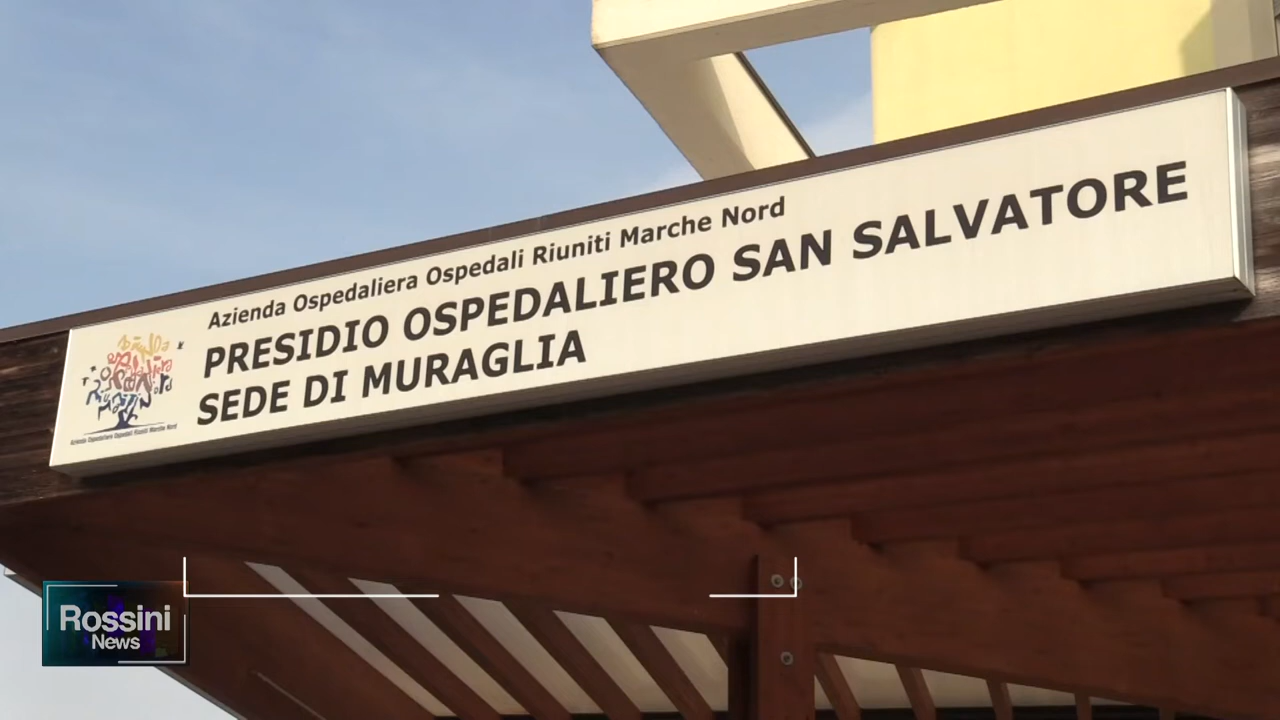 Azienda Ospedaliera Ospedali Riuniti Marche Nord
PRESIDIO OSPEDALIERO SAN SALVATORE
SEDE DI MURAGLIA
Azienda Ospedaliera Ospedali Riuniti Marche Nord
Rossini
News